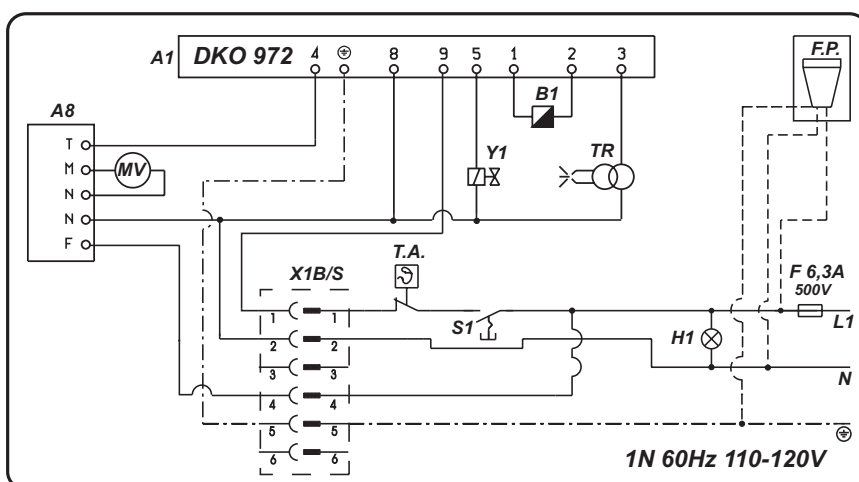 A1 DKO 972 4 8 9 5 1 2 3
F.P.
A8
B1
T
M MV
N
N
F
Y1
TR
X1B/S
T.A.
F 6,3A
500V
1 1
S1
L1
2 2
H1
3 3
N
4 4
5 5
6 6
1N 60Hz 110-120V